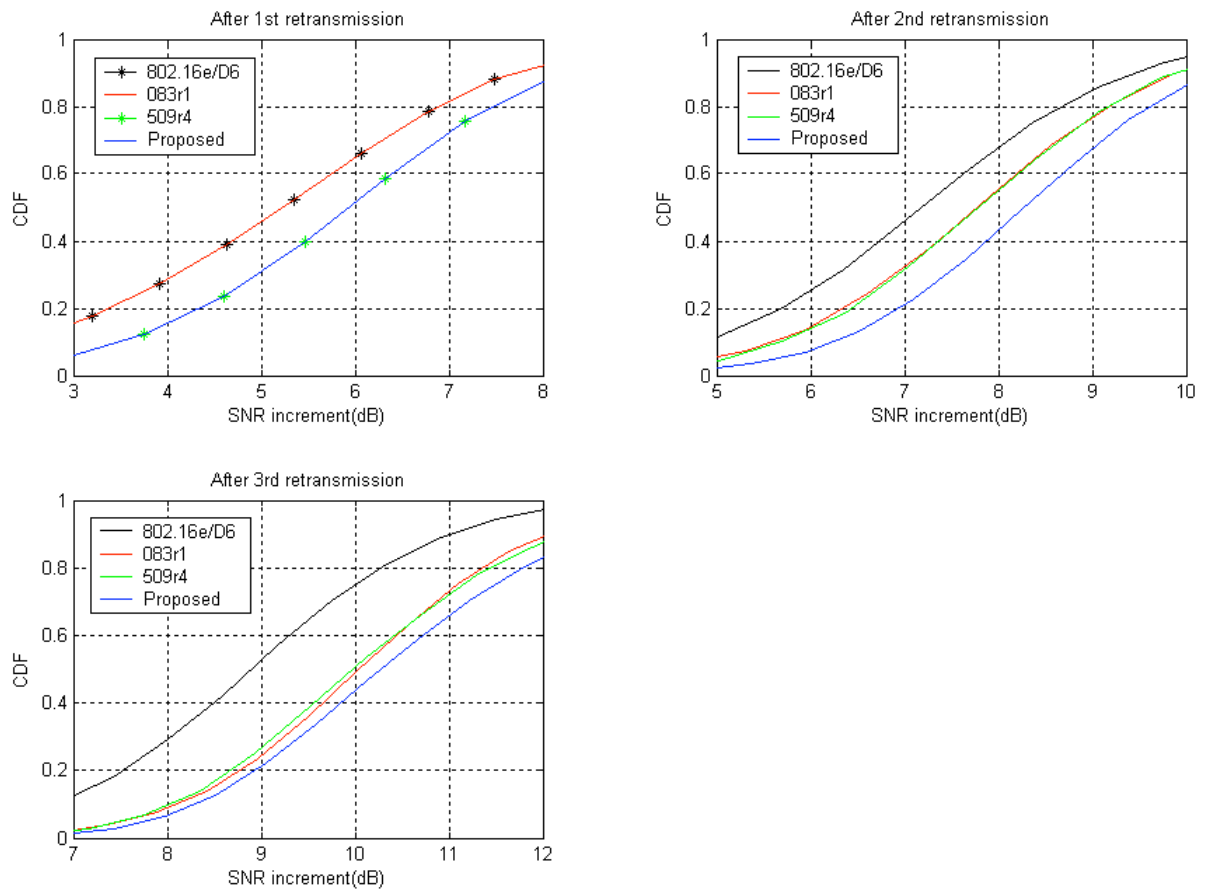 After 1st retransmission
1
0.8
0.6
0.4
0.2
0
CDF
802.16e/D6
083r1
509r4
Proposed
3 4 5 6 7 8
SNR increment(dB)
After 2nd retransmission
1
0.8
0.6
0.4
0.2
0
CDF
802.16e/D6
083r1
509r4
Proposed
5 6 7 8 9 10
SNR increment(dB)
After 3rd retransmission
1
0.8
0.6
0.4
0.2
0
CDF
802.16e/D6
083r1
509r4
Proposed
7 8 9 10 11 12
SNR increment(dB)